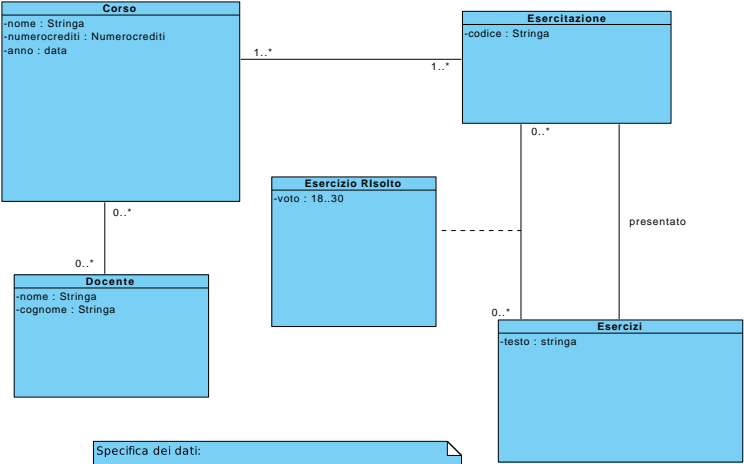 Corso
-nome : Stringa
-numerocrediti : Numerocrediti
-anno : data
1..*
1..*
Esercitazione
-codice : Stringa
0..*
Esercizio RIsolto
-voto : 18..30
presentato
0..*
0..*
Docente
-nome : Stringa
-cognome : Stringa
0..*
Esercizi
-testo : stringa
Specifica dei dati: